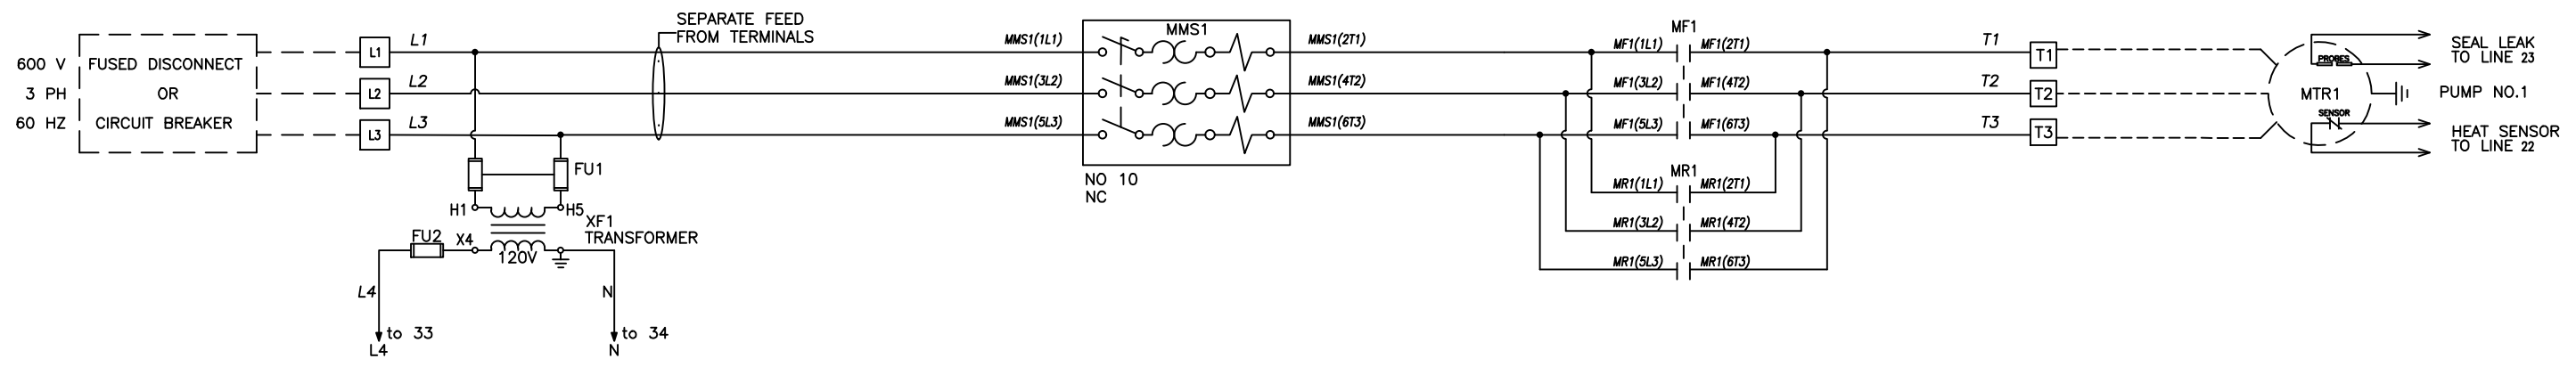 600 V
3 PH
60 HZ
FUSED DISCONNECT
OR
CIRCUIT BREAKER
L1
L2
L3
L1
L2
L3
SEPARATE FEED
FROM TERMINALS
FU1
H1
H5
XF1
TRANSFORMER
FU2
X4
120V
L4
N
to 33
L4
to 34
N
MMS1(1L1)
MMS1(3L2)
MMS1(5L3)
MMS1
NO 10
NC
MMS1(2T1)
MMS1(4T2)
MMS1(6T3)
MF1
MF1(1L1)
MF1(2T1)
MF1(3L2)
MF1(4T2)
MF1(5L3)
MF1(6T3)
MR1
MR1(1L1)
MR1(2T1)
MR1(3L2)
MR1(4T2)
MR1(5L3)
MR1(6T3)
T1
T2
T3
T1
T2
T3
PROBES
MTR1
SENSOR
SEAL LEAK
TO LINE 23
PUMP NO.1
HEAT SENSOR
TO LINE 22